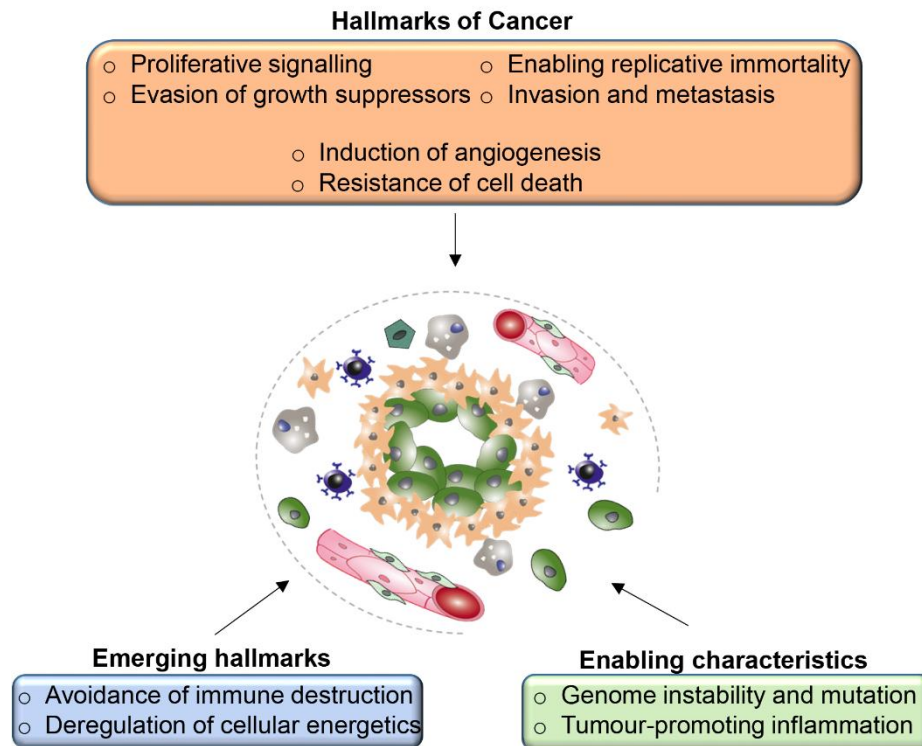 Hallmarks of Cancer
○ Proliferative signalling
○ Evasion of growth suppressors
○ Enabling replicative immortality
○ Invasion and metastasis
○ Induction of angiogenesis
○ Resistance of cell death
Emerging hallmarks
○ Avoidance of immune destruction
○ Deregulation of cellular energetics
Enabling characteristics
○ Genome instability and mutation
○ Tumour-promoting inflammation